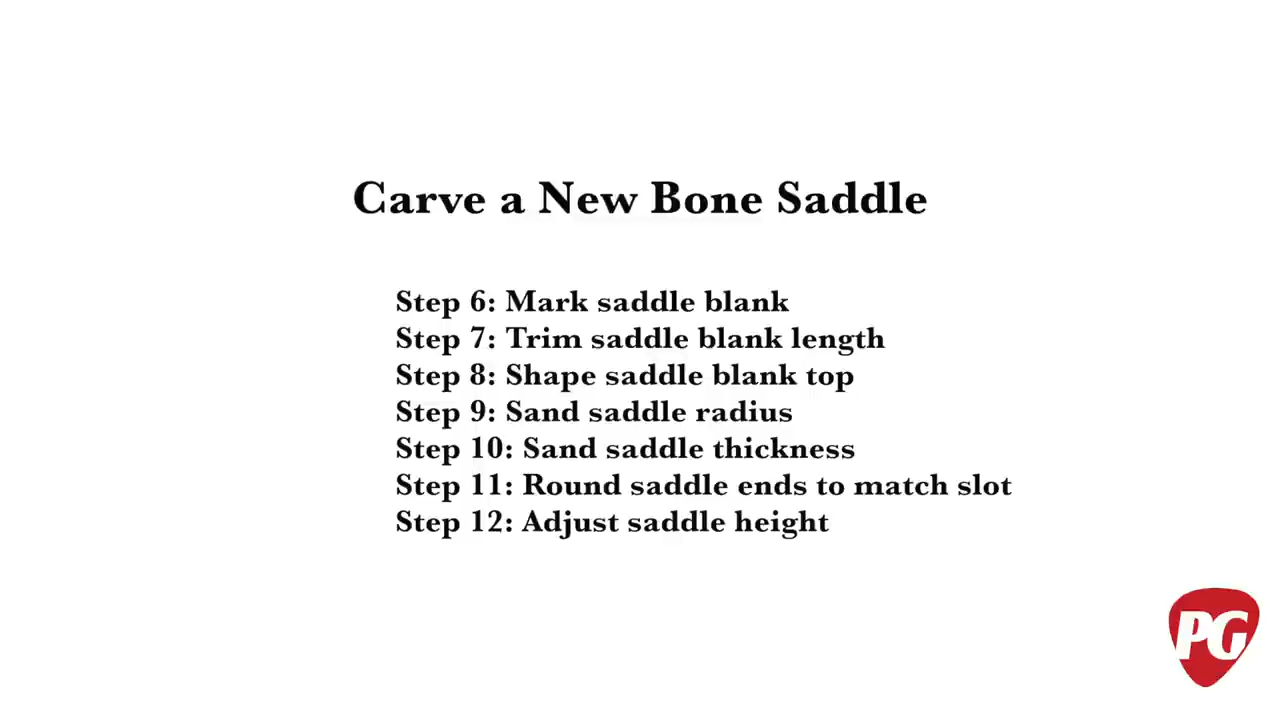 Carve a New Bone Saddle
Step 6: Mark saddle blank
Step 7: Trim saddle blank length
Step 8: Shape saddle blank top
Step 9: Sand saddle radius
Step 10: Sand saddle thickness
Step 11: Round saddle ends to match slot
Step 12: Adjust saddle height
PG